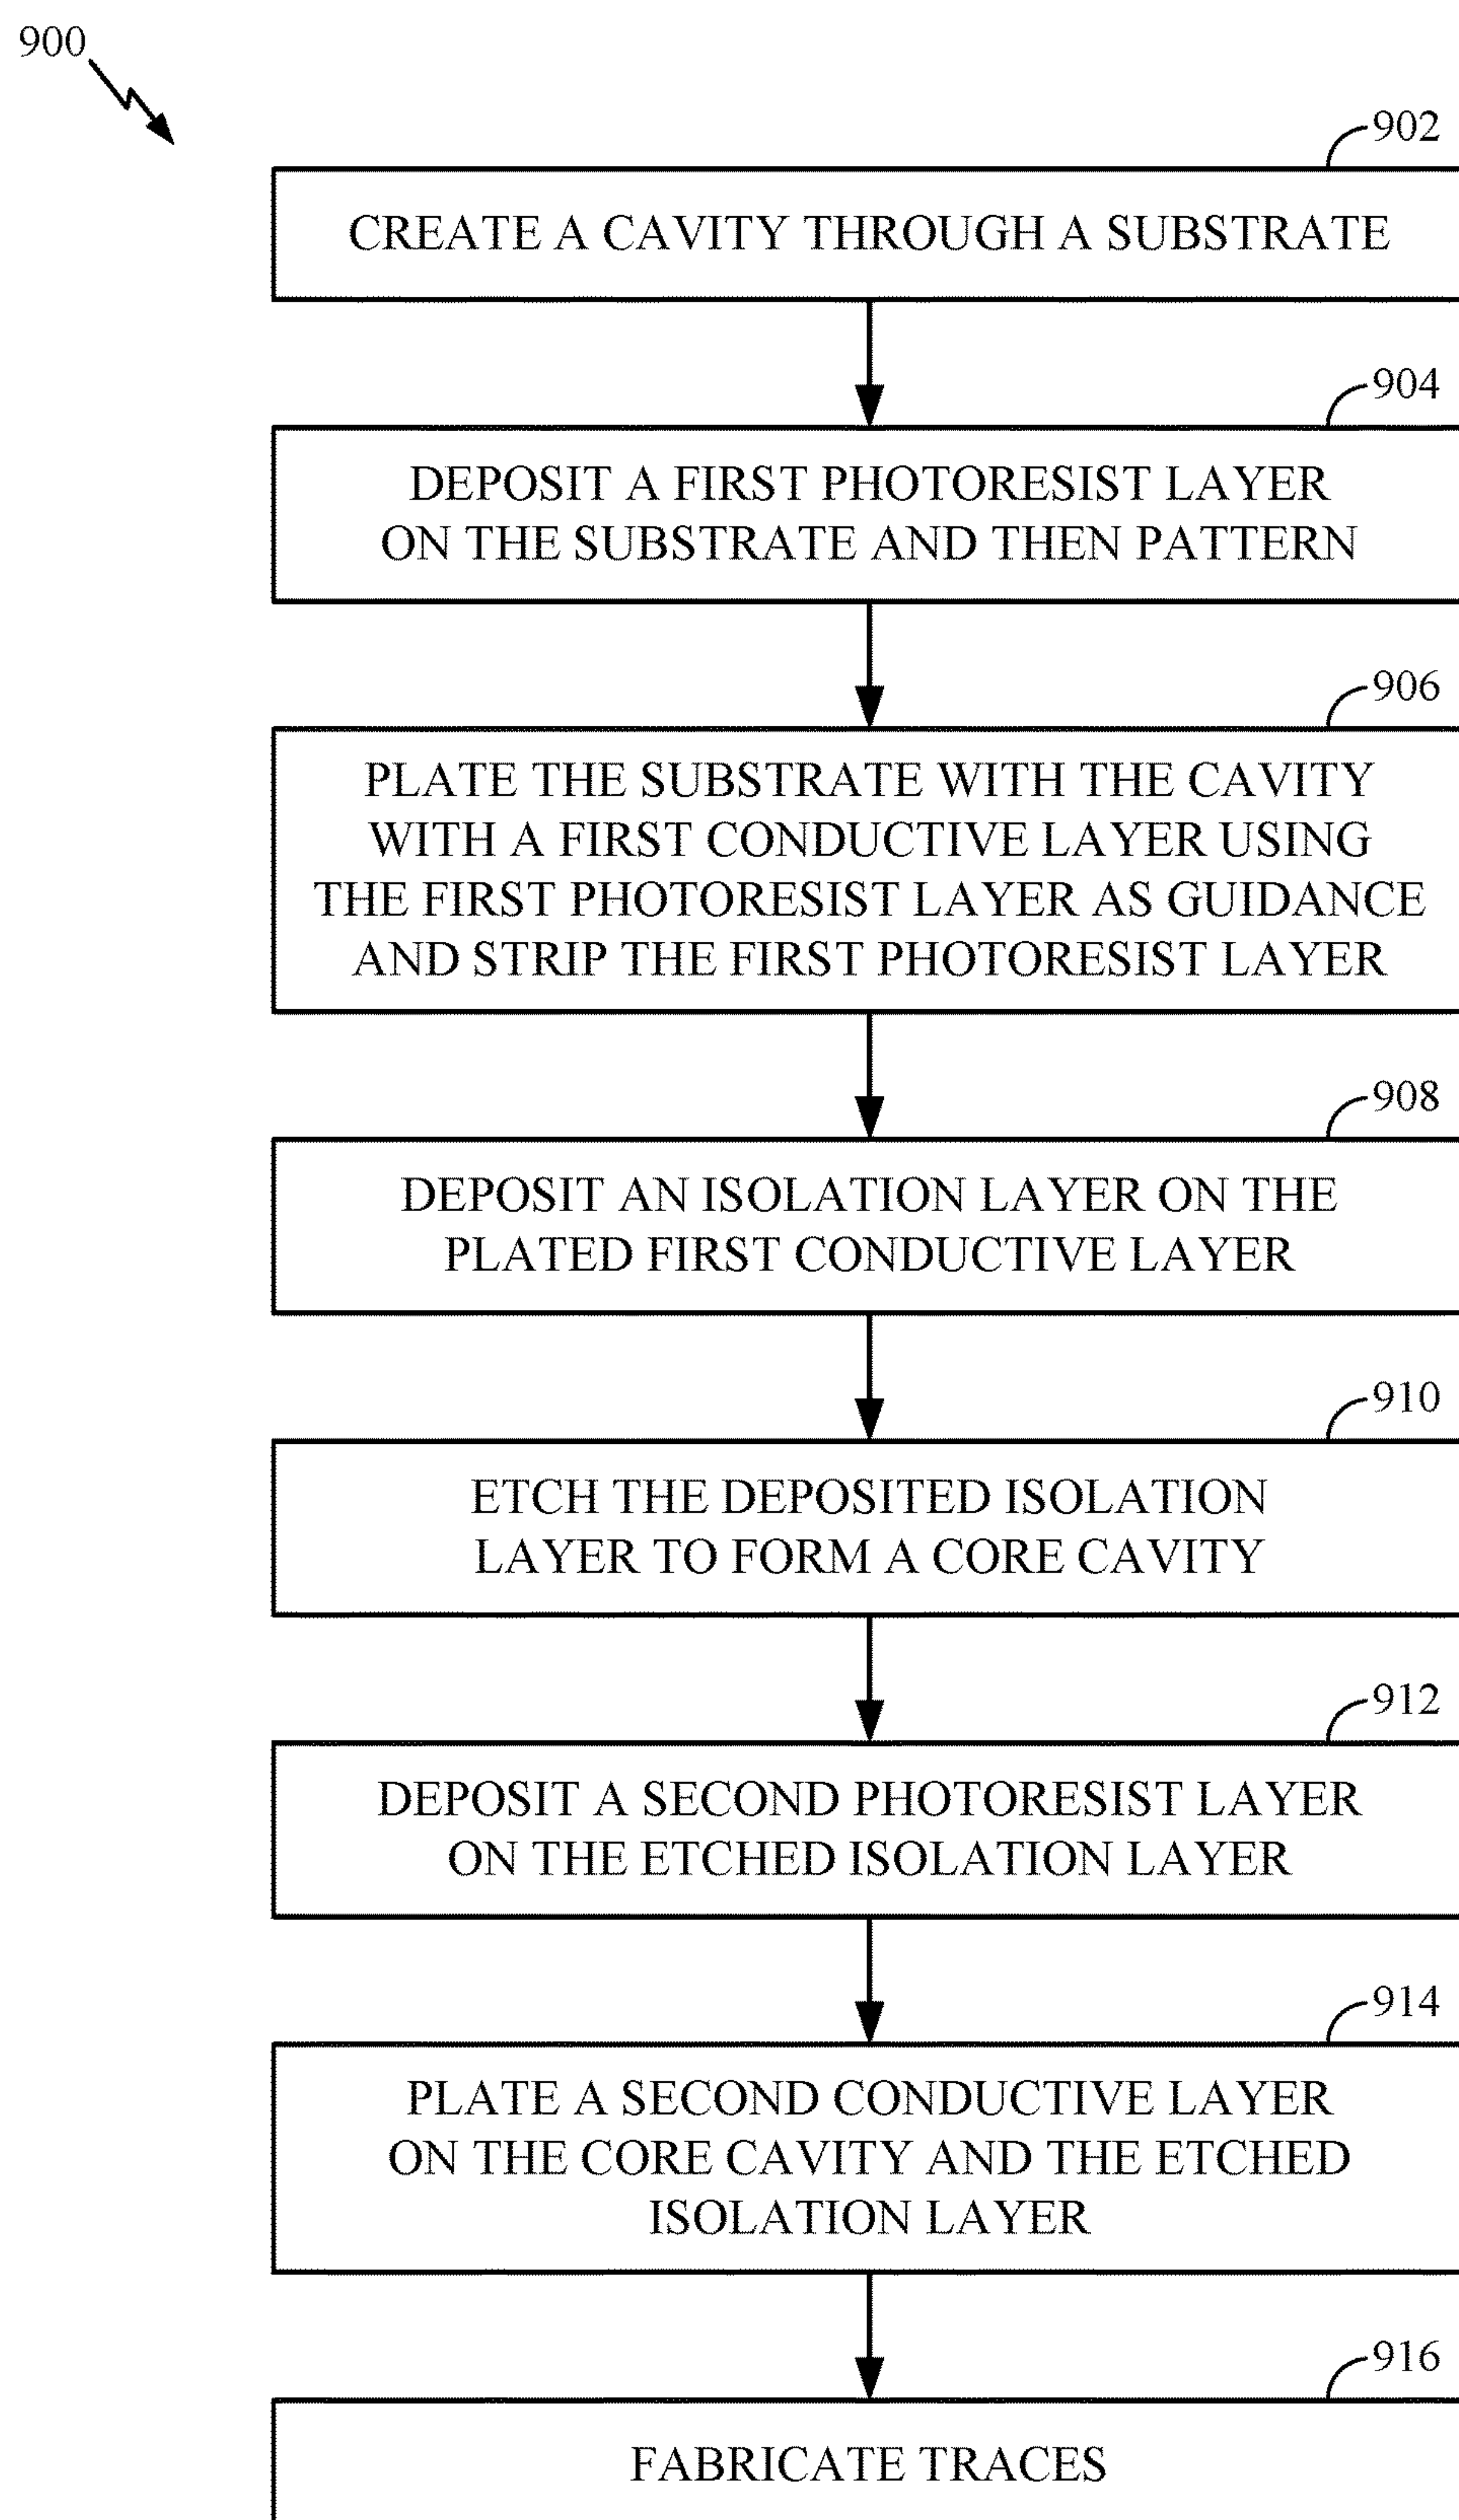 900
902
CREATE A CAVITY THROUGH A SUBSTRATE
904
DEPOSIT A FIRST PHOTORESIST LAYER
ON THE SUBSTRATE AND THEN PATTERN
906
PLATE THE SUBSTRATE WITH THE CAVITY
WITH A FIRST CONDUCTIVE LAYER USING
THE FIRST PHOTORESIST LAYER AS GUIDANCE
AND STRIP THE FIRST PHOTORESIST LAYER
908
DEPOSIT AN ISOLATION LAYER ON THE
PLATED FIRST CONDUCTIVE LAYER
910
ETCH THE DEPOSITED ISOLATION
LAYER TO FORM A CORE CAVITY
912
DEPOSIT A SECOND PHOTORESIST LAYER
ON THE ETCHED ISOLATION LAYER
914
PLATE A SECOND CONDUCTIVE LAYER
ON THE CORE CAVITY AND THE ETCHED
ISOLATION LAYER
916
FABRICATE TRACES